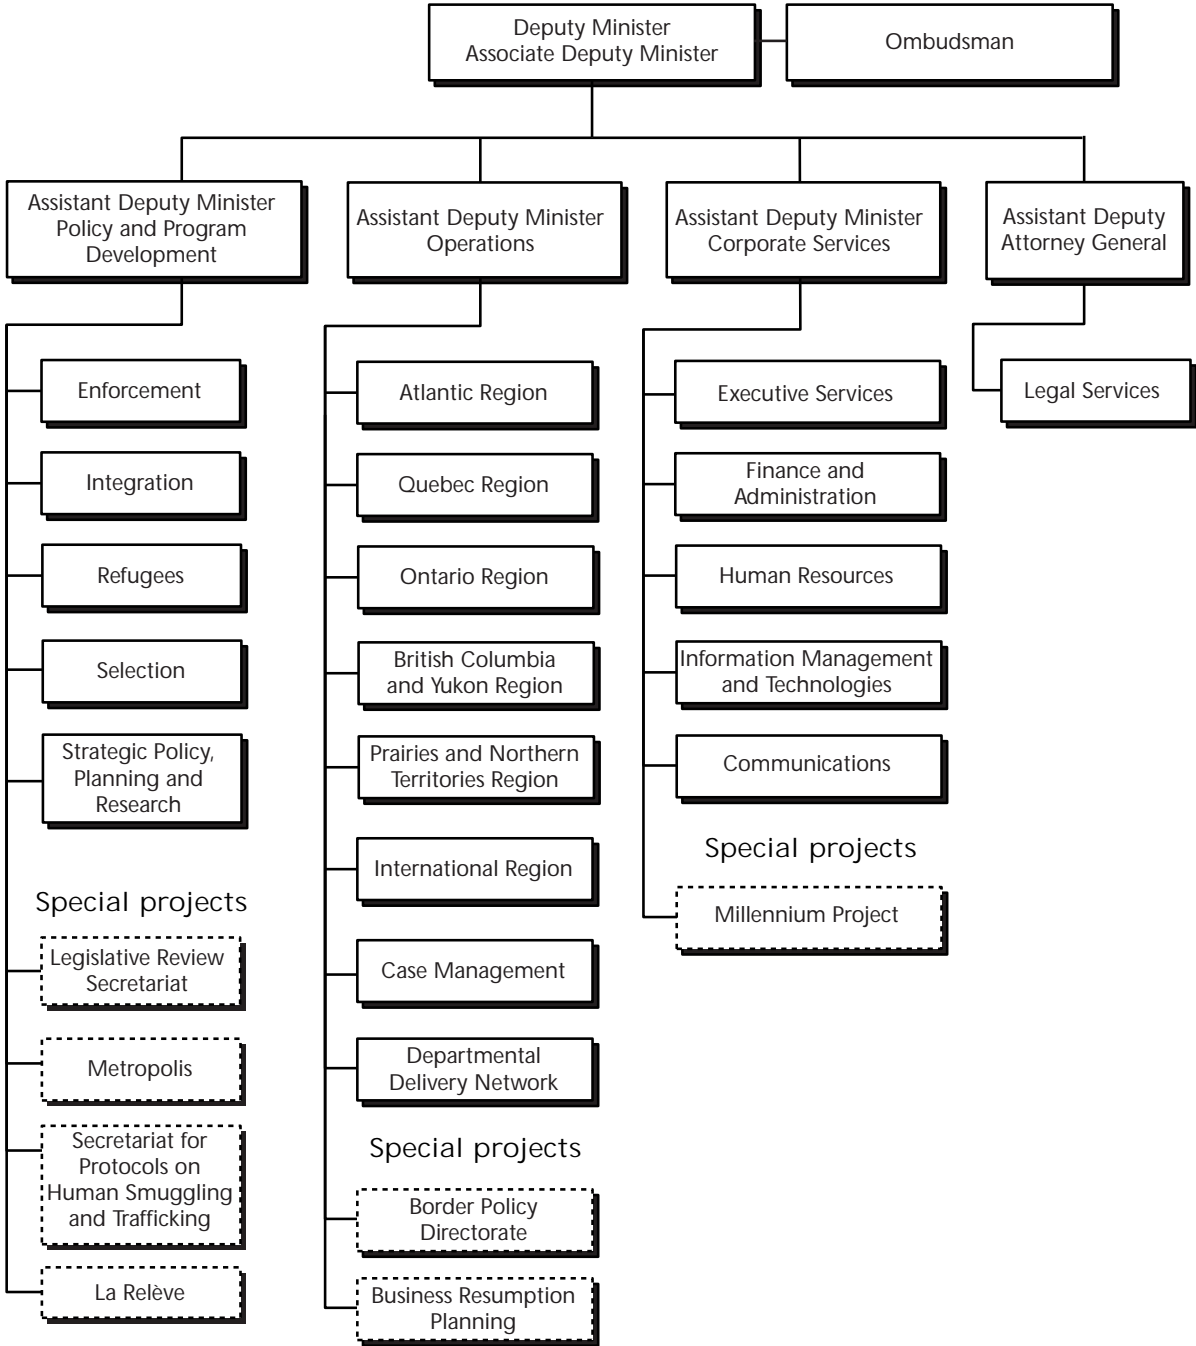 Deputy Minister
Associate Deputy Minister
Ombudsman
Assistant Deputy Minister
Policy and Program
Development
Assistant Deputy Minister
Operations
Assistant Deputy Minister
Corporate Services
Assistant Deputy
Attorney General
Enforcement
Integration
Refugees
Selection
Strategic Policy,
Planning and
Research
Special projects
Legislative Review
Secretariat
Metropolis
Secretariat for
Protocols on
Human Smuggling
and Trafficking
La Relève
Atlantic Region
Quebec Region
Ontario Region
British Columbia
and Yukon Region
Prairies and Northern
Territories Region
International Region
Case Management
Departmental
Delivery Network
Special projects
Border Policy
Directorate
Business Resumption
Planning
Executive Services
Finance and
Administration
Human Resources
Information Management
and Technologies
Communications
Special projects
Millennium Project
Legal Services